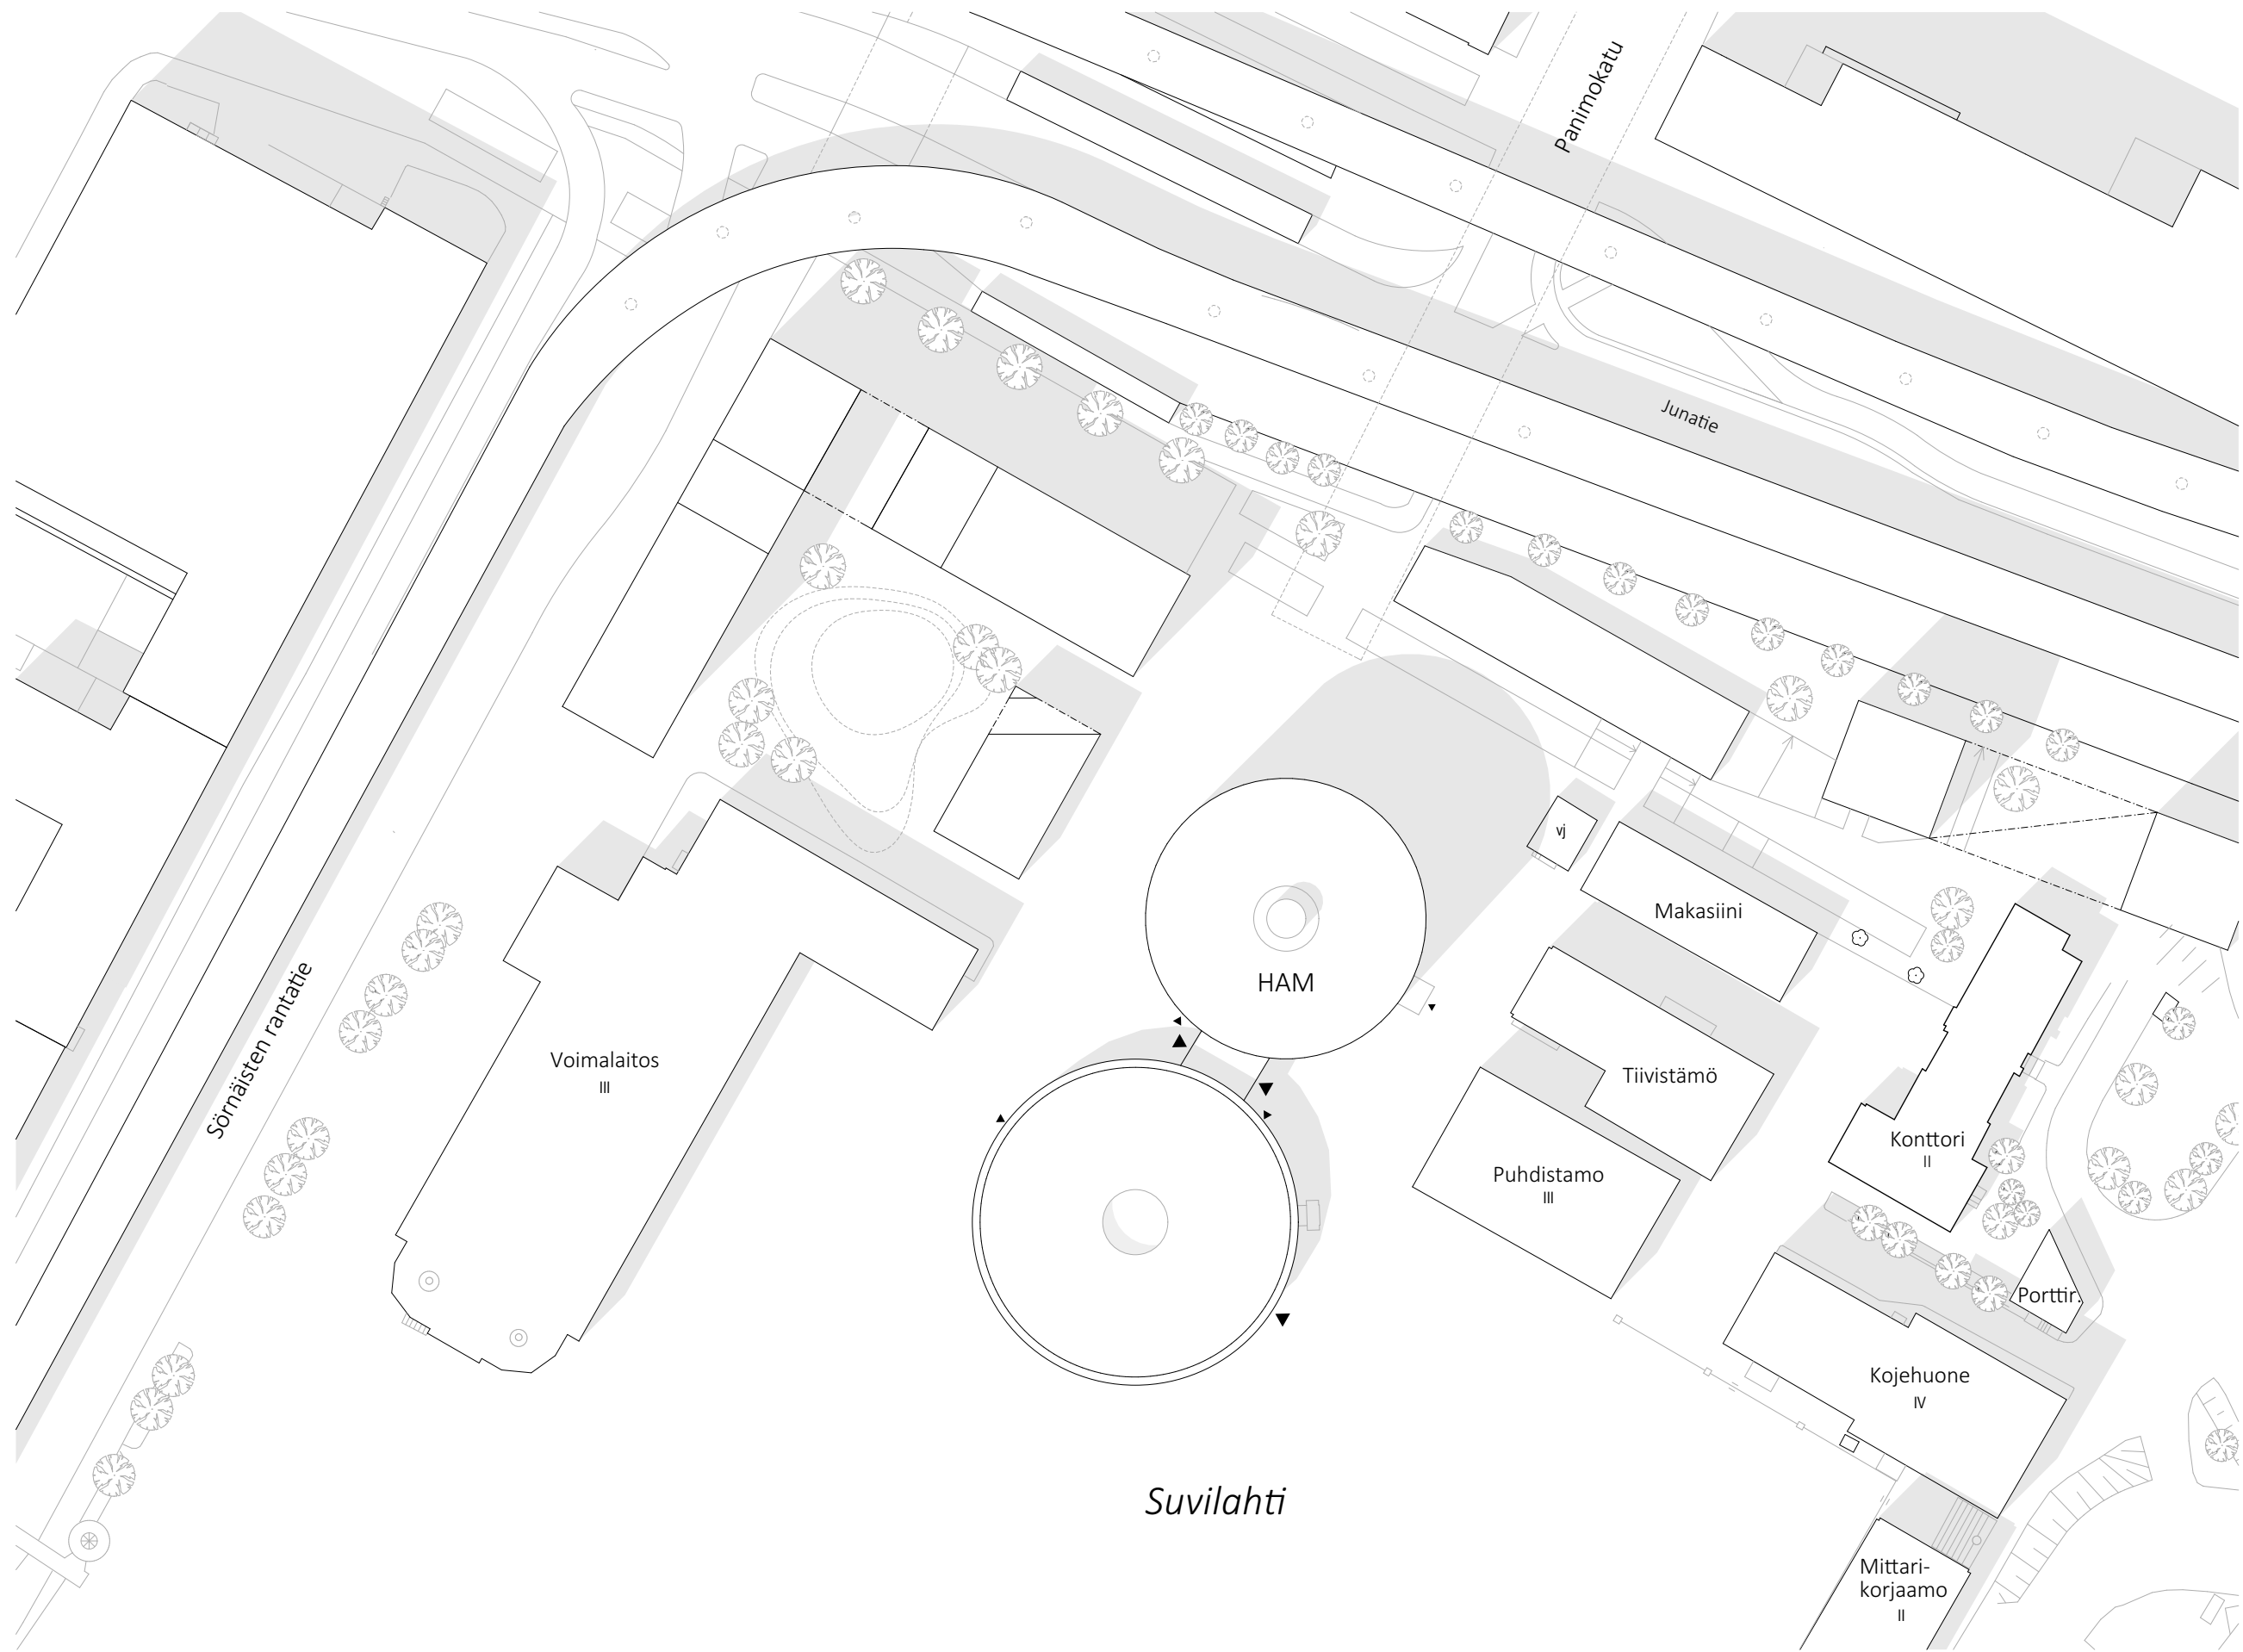 Panimokatu
Junatie
vj
Makasiini
HAM
Sörnäisten rantatie
Voimalaitos
III
Tiivistämö
Konttori
II
Puhdistamo
III
Porttir.
Kojehuone
IV
Suvilahti
Mittari-
korjaamo
II